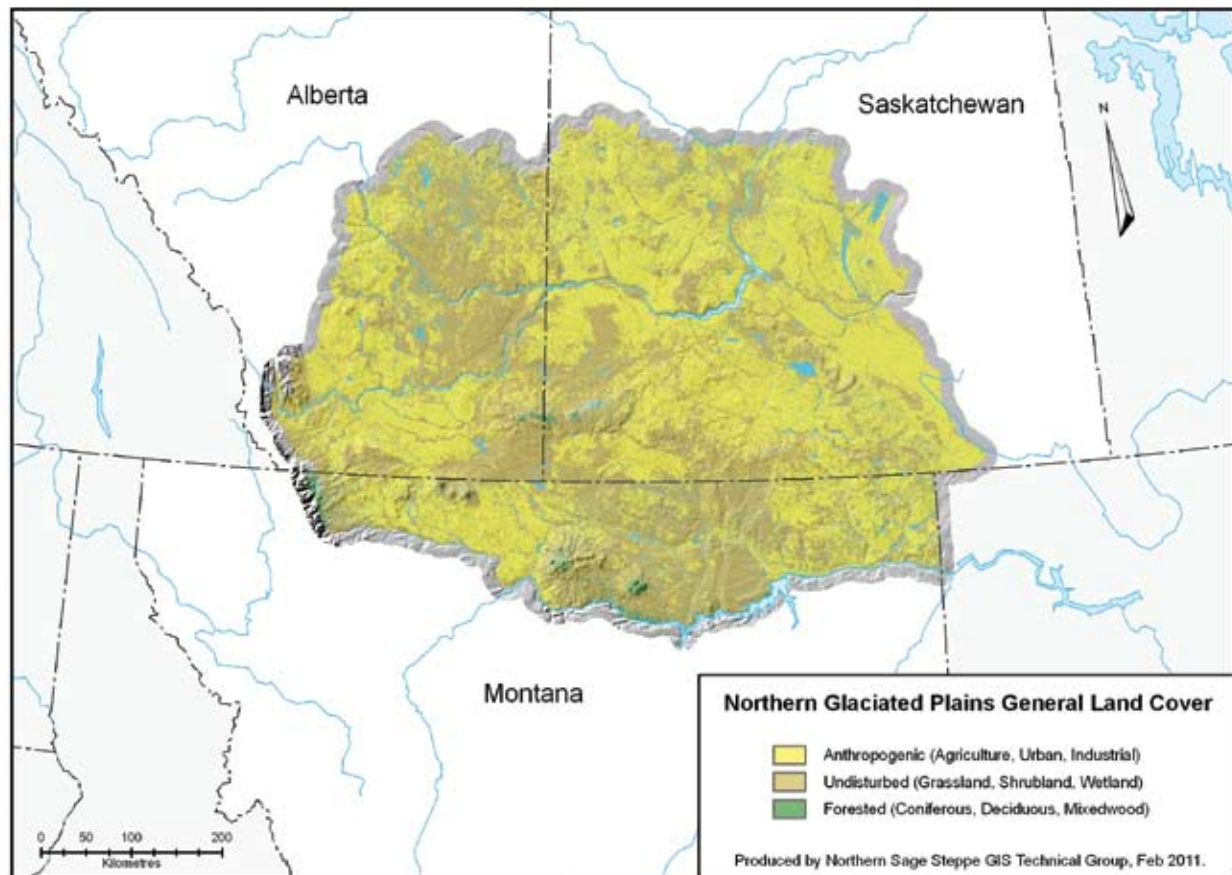 Alberta
Saskatchewan
N
Montana
Northern Glaciated Plains General Land Cover
Anthropogenic (Agriculture, Urban, Industrial)
Undisturbed (Grassland, Shrubland, Wetland)
Forested (Coniferous, Deciduous, Mixedwood)
Produced by Northern Sage Steppe GIS Technical Group, Feb 2011.
0 50 100 200
Kilometres